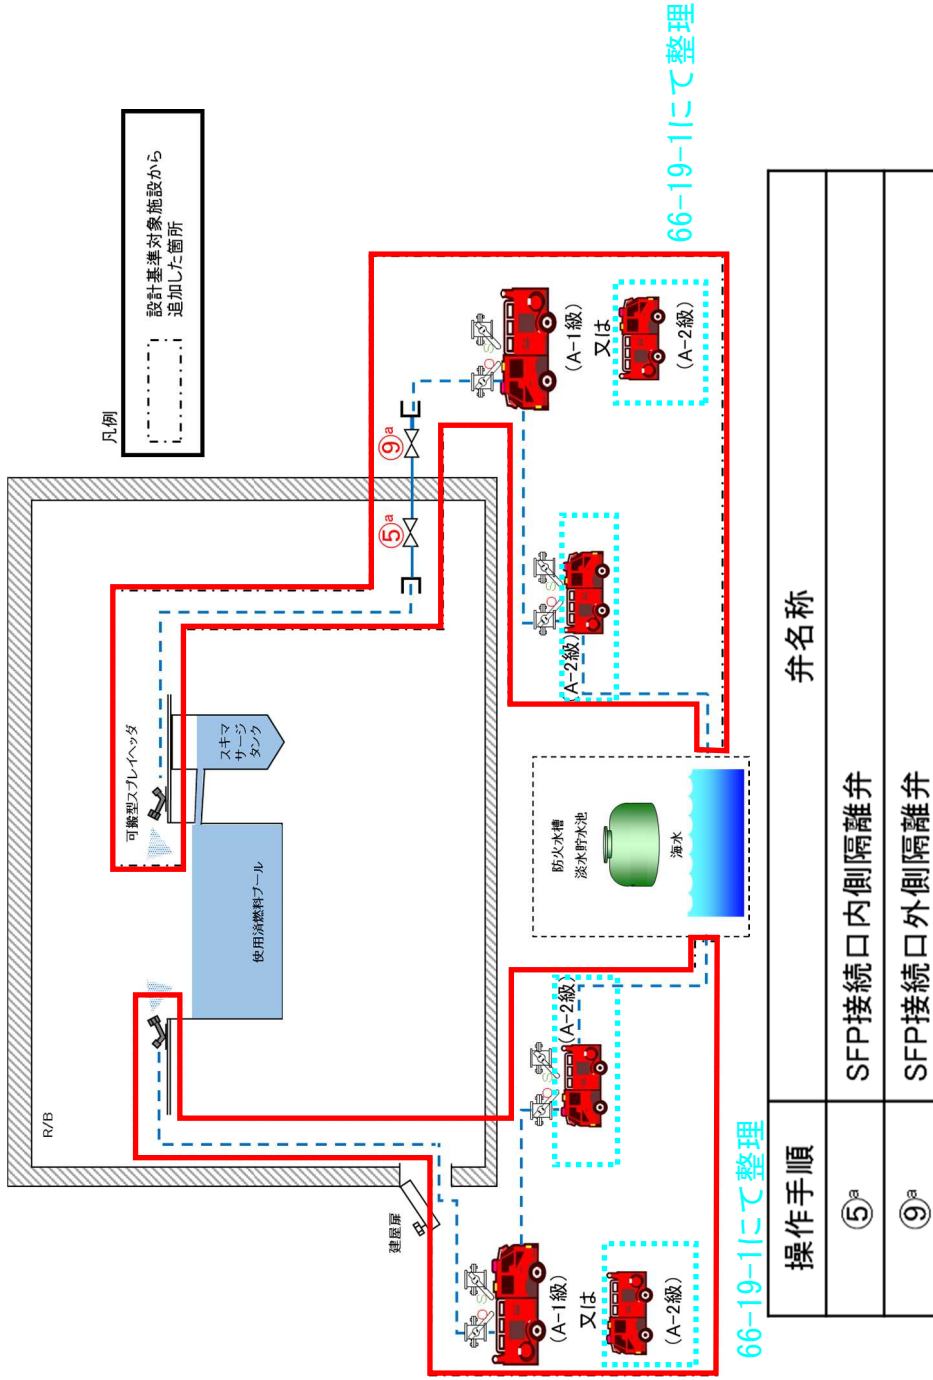 凡例
設計基準対象施設から
追加した箇所
R/B
可搬型スプレイヘッダ
使用済燃料プール
スキマ
サージ
タンク
建屋扉
⑤a
⑨a
防火水槽
淡水貯水池
海水
(A-1級)
又は
(A-2級)
(A-2級)
(A-2級)
(A-1級)
又は
(A-2級)
66-19-1にて整理
66-19-1にて整理
操作手順 弁名称
⑤a SFP接続口内側隔離弁
⑨a SFP接続口外側隔離弁